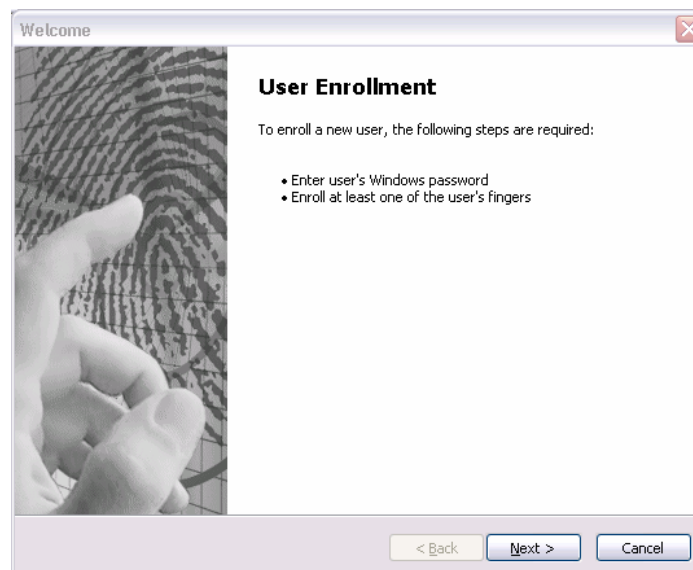 Welcome
User Enrollment
To enroll a new user, the following steps are required:
• Enter user's Windows password
• Enroll at least one of the user's fingers
< Back
Next >
Cancel